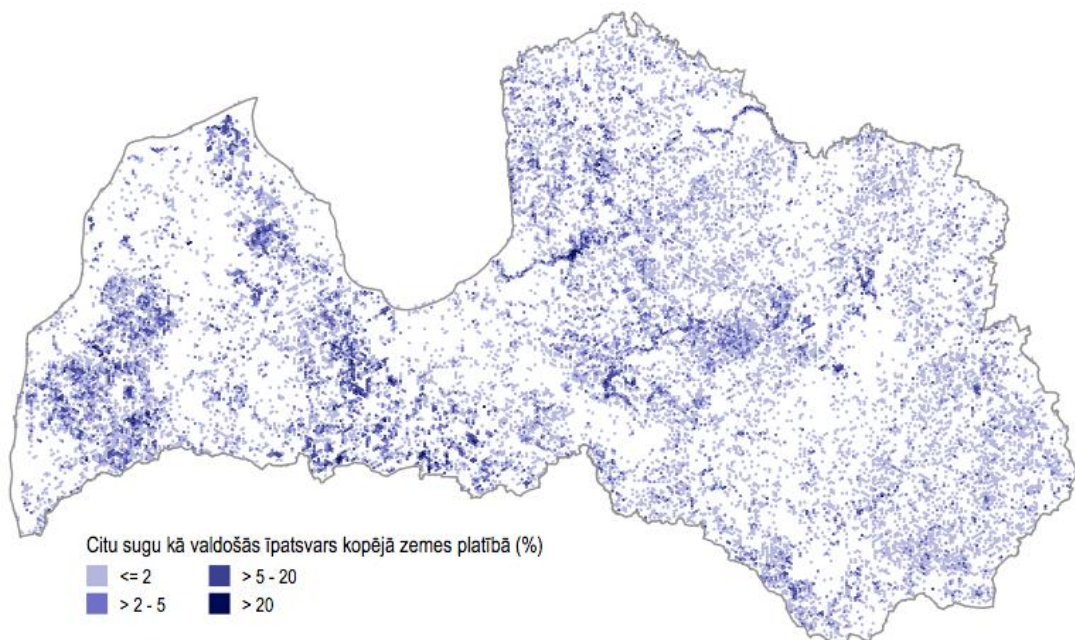 Citu sugu kā valdošās īpatsvars kopējā zemes platībā (%)
<= 2
> 5 - 20
> 2 - 5
> 20